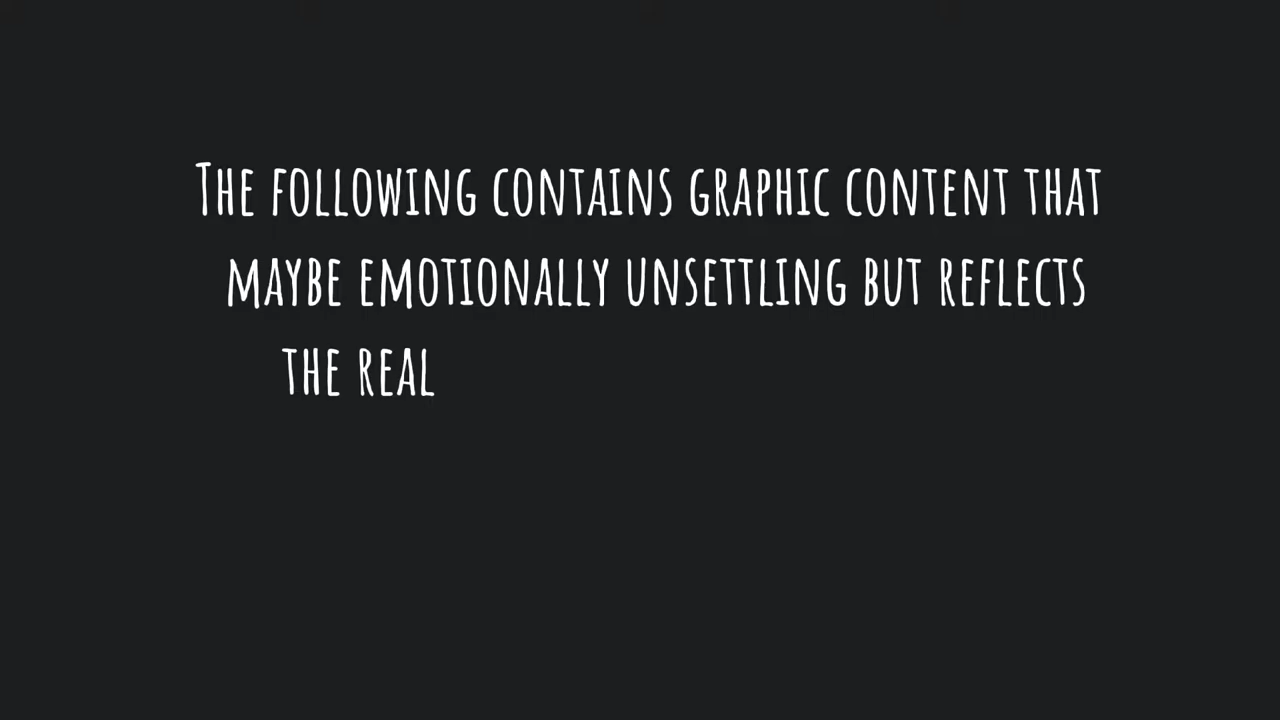 The following contains graphic content that
maybe emotionally unsettling but reflects
the real